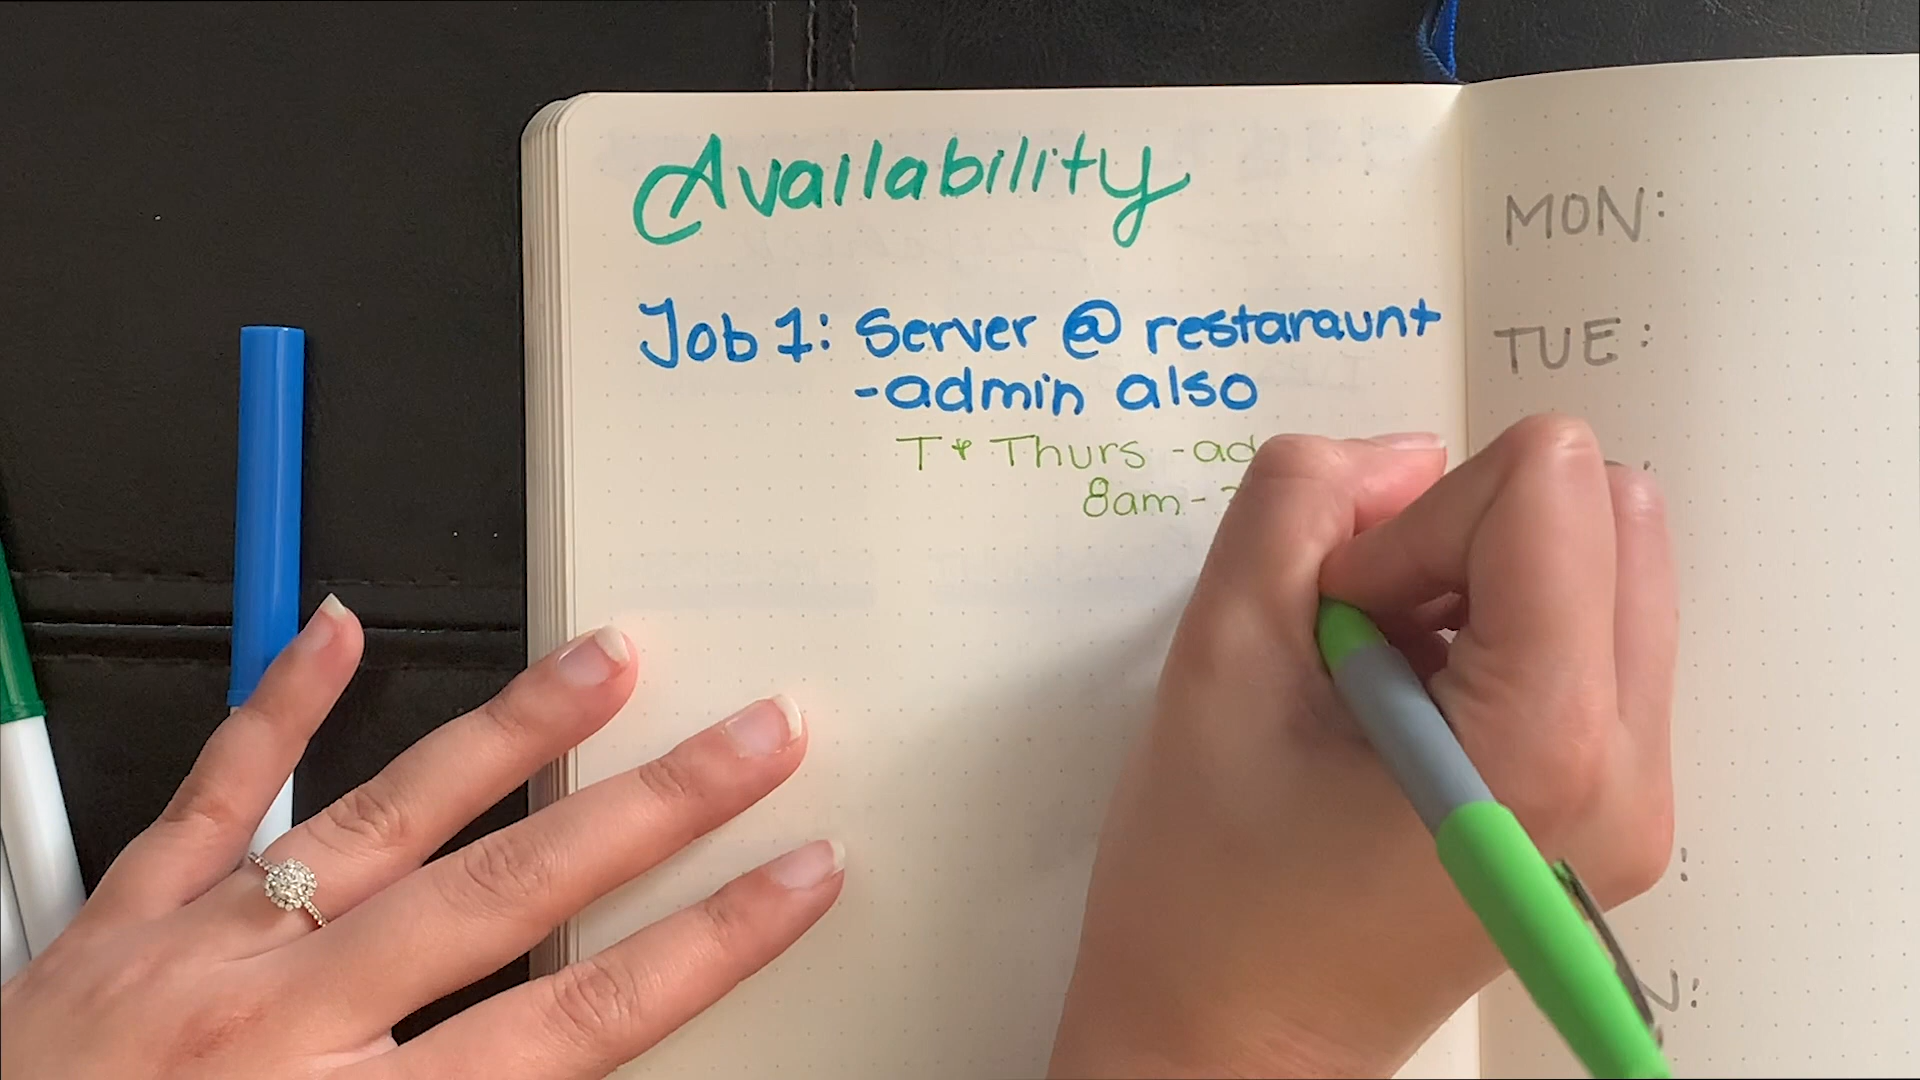 Availability
Job 1: Server @ restaraunt
-admin also
T & Thurs -ad
8am-
MON:
TUE:
N: